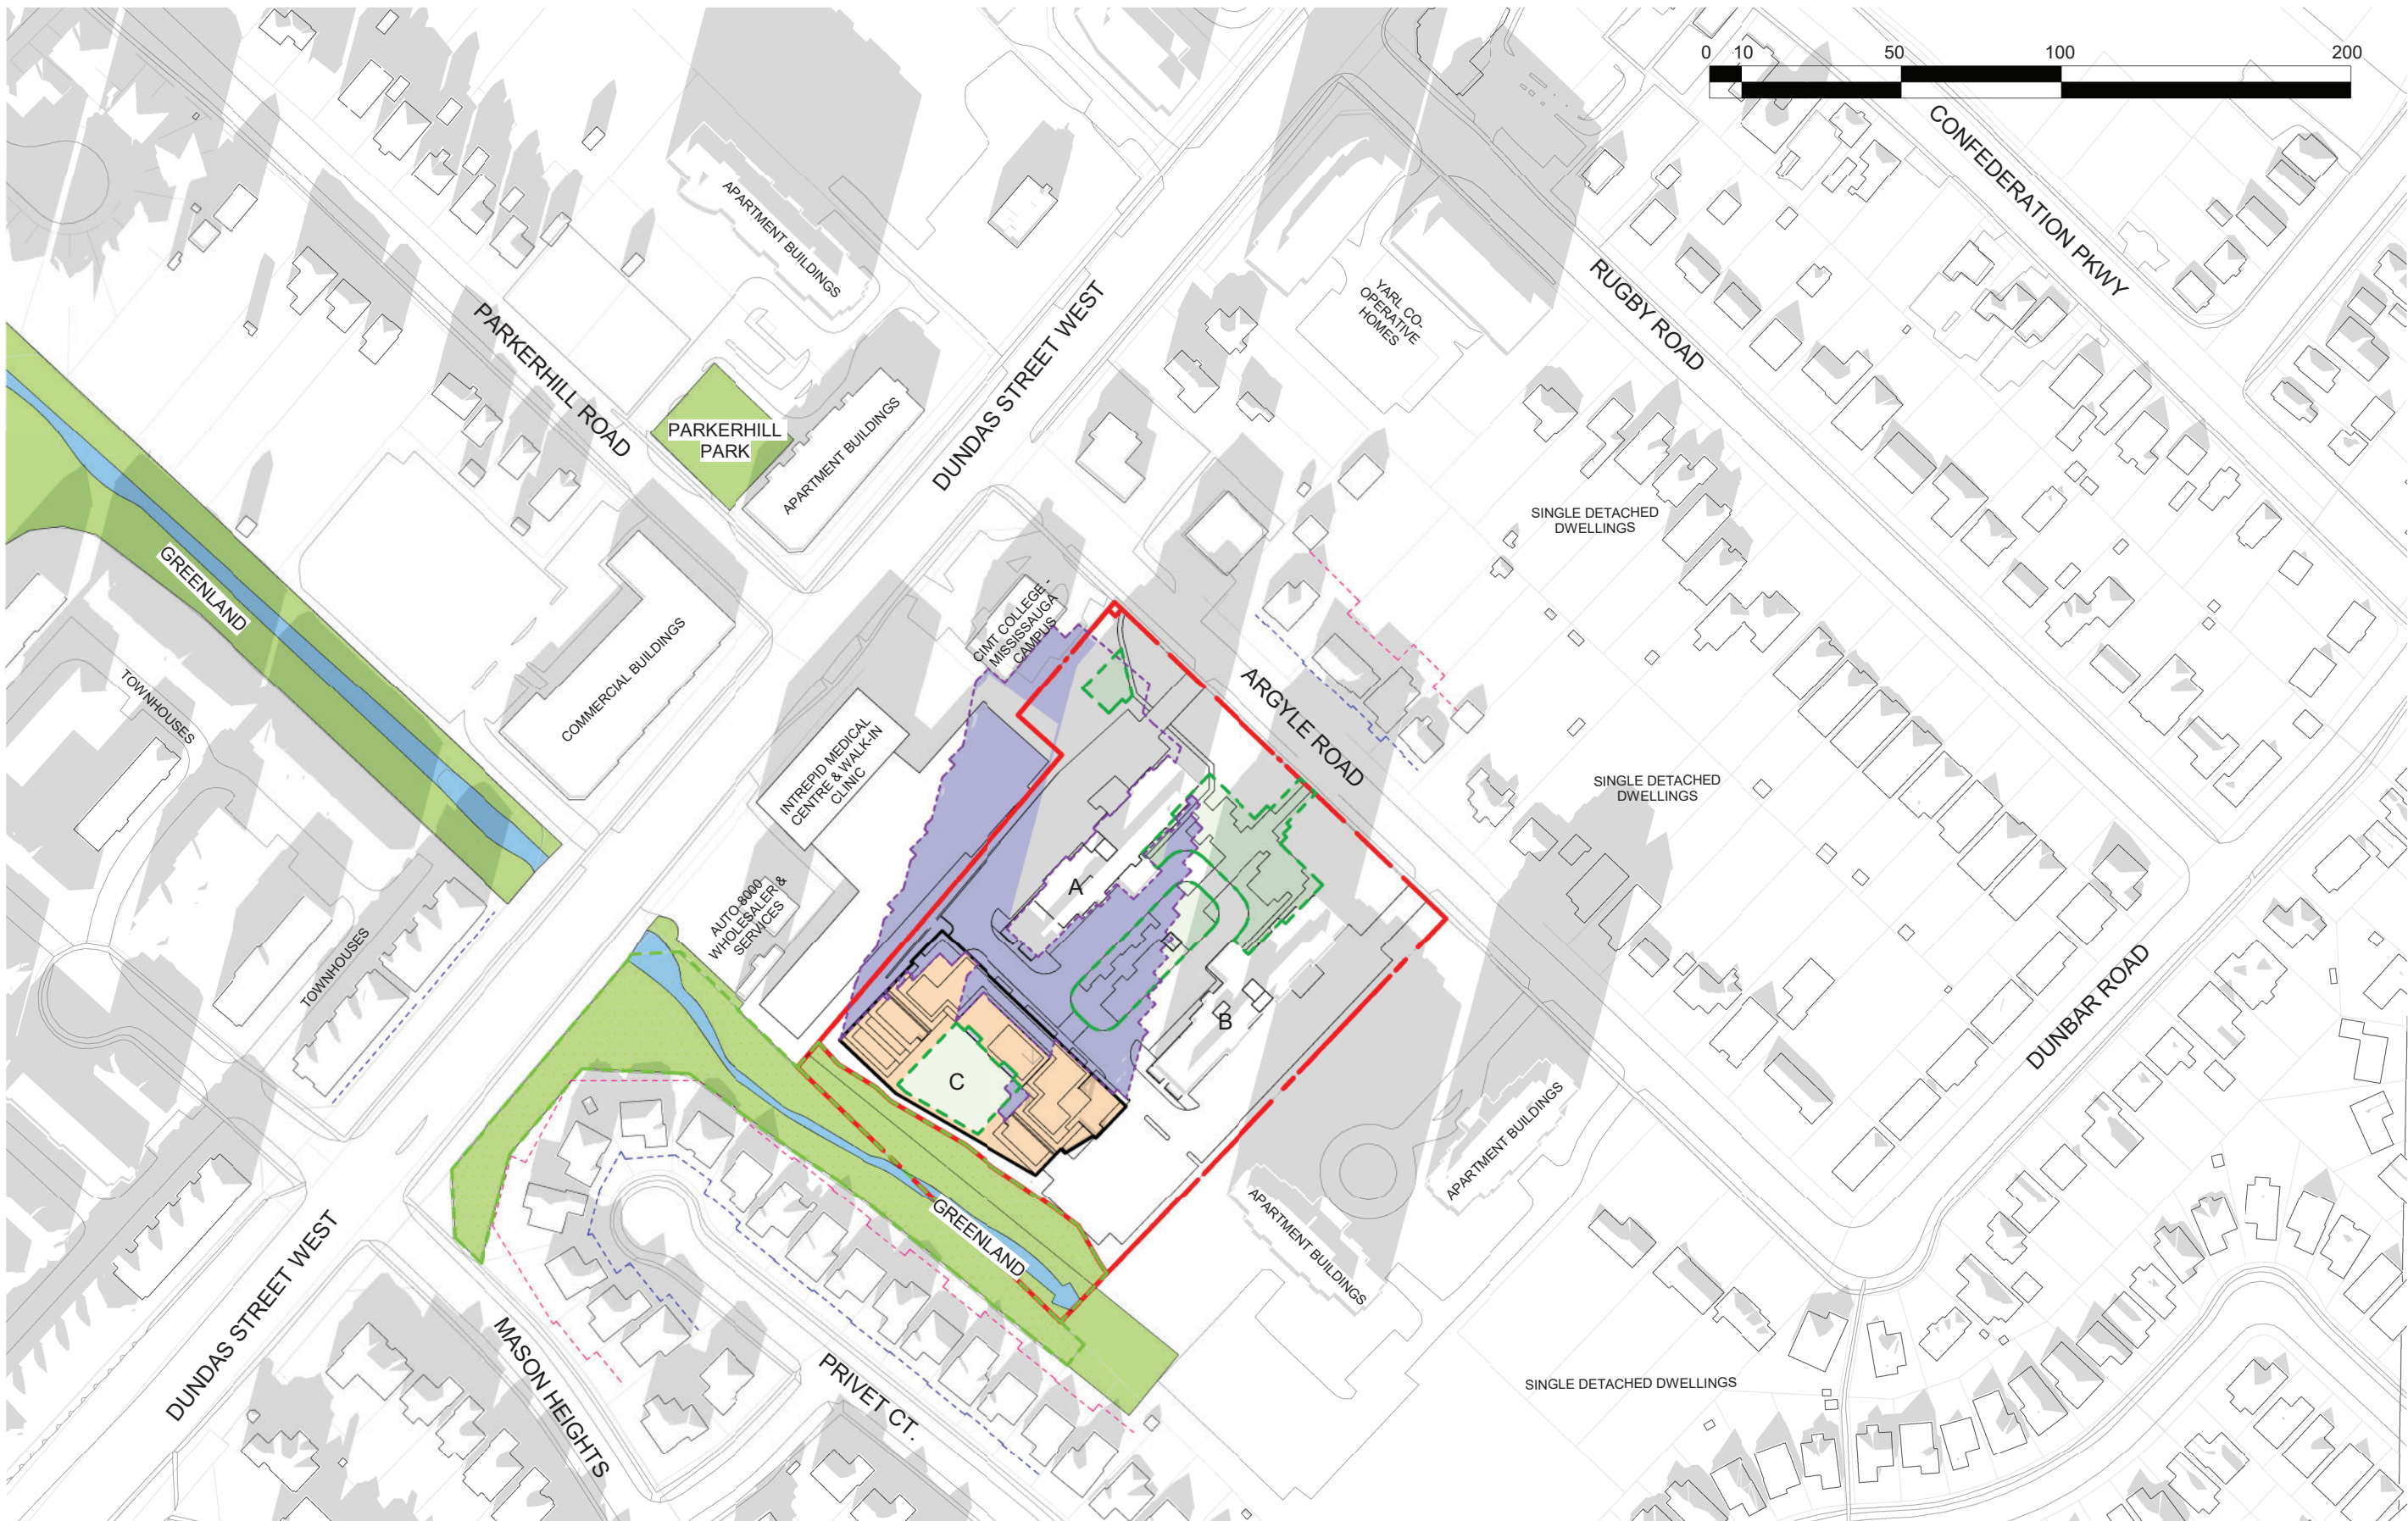 0 10 50 100 200
CONFEDERATION PKWY
APARTMENT BUILDINGS
RUGBY ROAD
YARL CO-
OPERATIVE
HOMES
PARKERHILL ROAD
DUNDAS STREET WEST
PARKERHILL
PARK
APARTMENT BUILDINGS
SINGLE DETACHED
DWELLINGS
GREENLAND
CIMT COLLEGE -
MISSISSAUGA
CAMPUS
COMMERCIAL BUILDINGS
TOWNHOUSES
ARGYLE ROAD
INTREPID MEDICAL
CENTRE & WALK-IN
CLINIC
SINGLE DETACHED
DWELLINGS
A
AUTO 8000
WHOLESALER &
SERVICES
TOWNHOUSES
B
DUNBAR ROAD
C
APARTMENT BUILDINGS
APARTMENT BUILDINGS
GREENLAND
DUNDAS STREET WEST
MASON HEIGHTS
PRIVET CT.
SINGLE DETACHED DWELLINGS